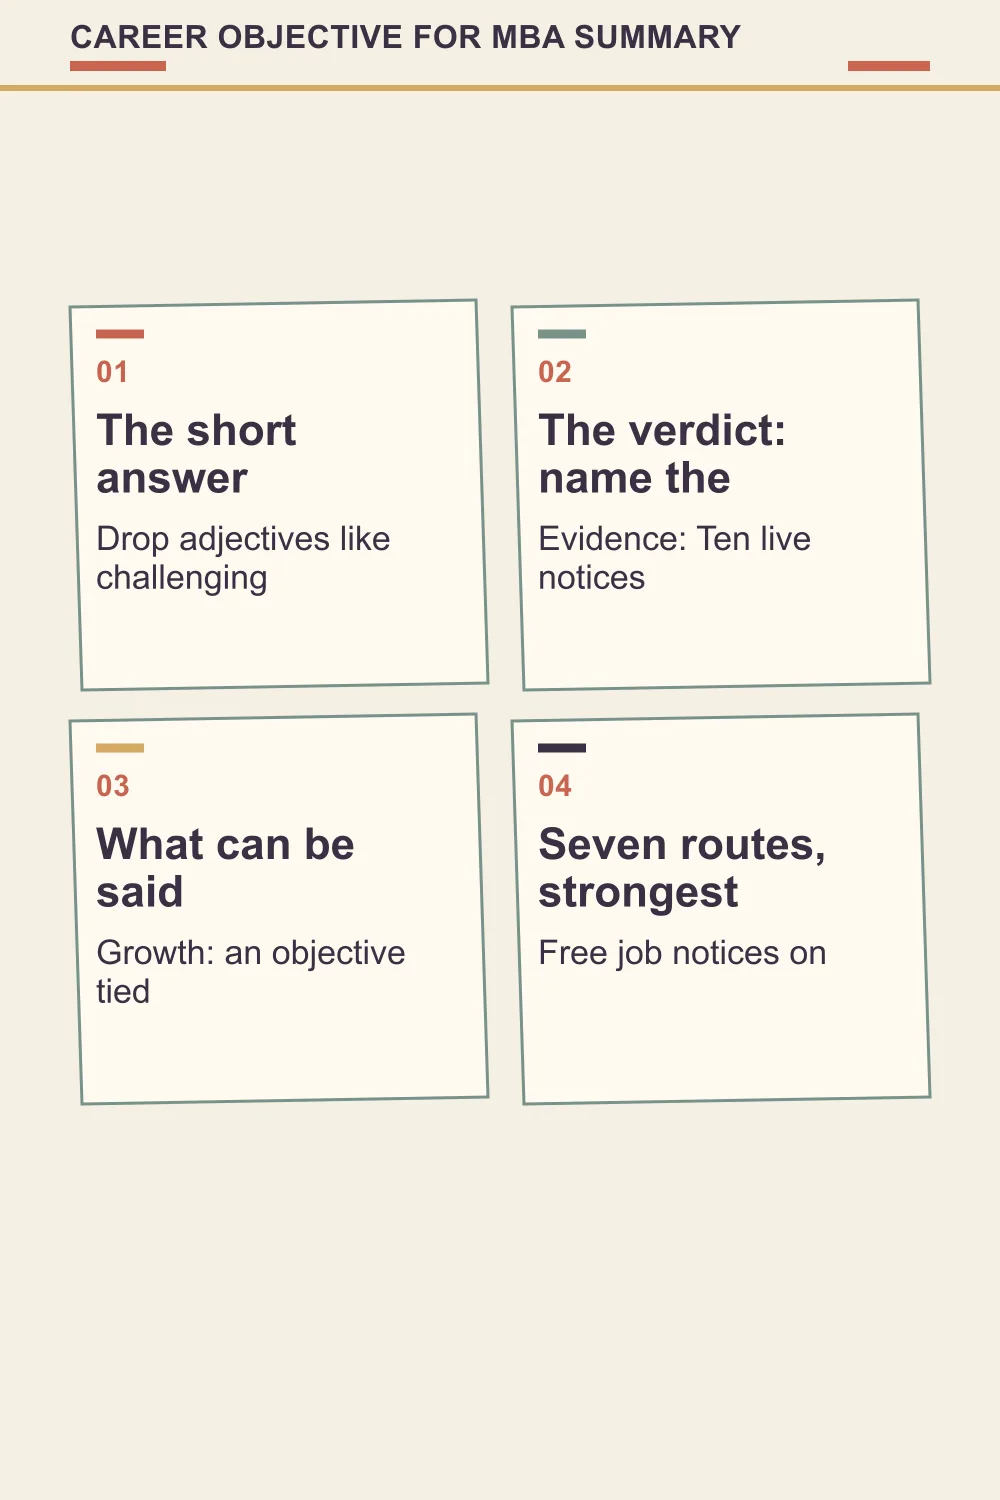 CAREER OBJECTIVE FOR MBA SUMMARY
01
The short
answer
Drop adjectives like
challenging
02
The verdict:
name the
Evidence: Ten live
notices
03
What can be
said
Growth: an objective
tied
04
Seven routes,
strongest
Free job notices on